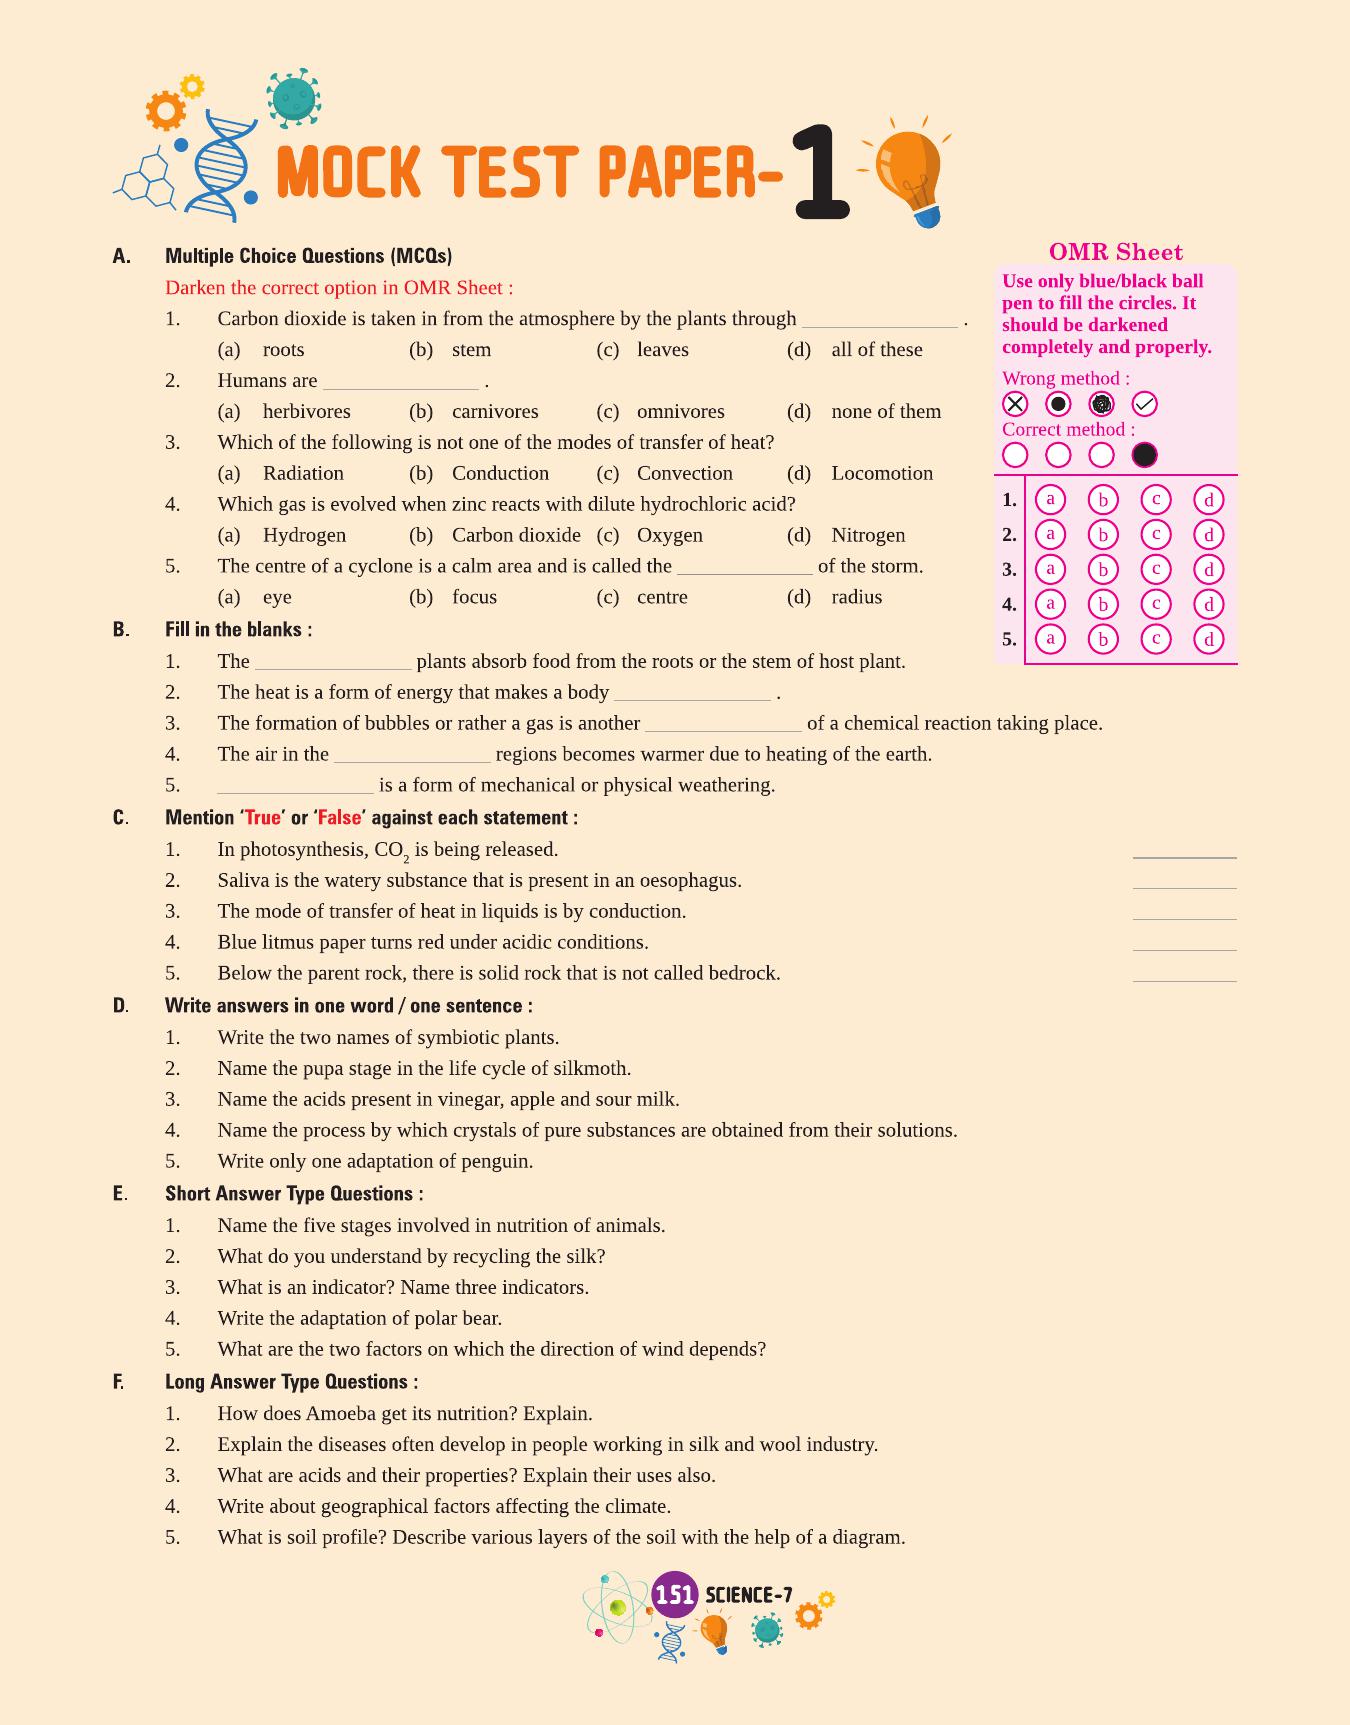 MOCK TEST PAPER-1
A. Multiple Choice Questions (MCQs)
Darken the correct option in OMR Sheet :
1. Carbon dioxide is taken in from the atmosphere by the plants through _______________ .
(a) roots (b) stem (c) leaves (d) all of these
2. Humans are _______________ .
(a) herbivores (b) carnivores (c) omnivores (d) none of them
3. Which of the following is not one of the modes of transfer of heat?
(a) Radiation (b) Conduction (c) Convection (d) Locomotion
4. Which gas is evolved when zinc reacts with dilute hydrochloric acid?
(a) Hydrogen (b) Carbon dioxide (c) Oxygen (d) Nitrogen
5. The centre of a cyclone is a calm area and is called the _____________ of the storm.
(a) eye (b) focus (c) centre (d) radius
OMR Sheet
Use only blue/black ball
pen to fill the circles. It
should be darkened
completely and properly.
Wrong method :
Correct method :
1. a b c d
2. a b c d
3. a b c d
4. a b c d
5. a b c d
B. Fill in the blanks :
1. The _______________ plants absorb food from the roots or the stem of host plant.
2. The heat is a form of energy that makes a body _______________ .
3. The formation of bubbles or rather a gas is another _______________ of a chemical reaction taking place.
4. The air in the _______________ regions becomes warmer due to heating of the earth.
5. _______________ is a form of mechanical or physical weathering.
C. Mention ‘True’ or ‘False’ against each statement :
1. In photosynthesis, CO₂ is being released. __________
2. Saliva is the watery substance that is present in an oesophagus. __________
3. The mode of transfer of heat in liquids is by conduction. __________
4. Blue litmus paper turns red under acidic conditions. __________
5. Below the parent rock, there is solid rock that is not called bedrock. __________
D. Write answers in one word / one sentence :
1. Write the two names of symbiotic plants.
2. Name the pupa stage in the life cycle of silkmoth.
3. Name the acids present in vinegar, apple and sour milk.
4. Name the process by which crystals of pure substances are obtained from their solutions.
5. Write only one adaptation of penguin.
E. Short Answer Type Questions :
1. Name the five stages involved in nutrition of animals.
2. What do you understand by recycling the silk?
3. What is an indicator? Name three indicators.
4. Write the adaptation of polar bear.
5. What are the two factors on which the direction of wind depends?
F. Long Answer Type Questions :
1. How does Amoeba get its nutrition? Explain.
2. Explain the diseases often develop in people working in silk and wool industry.
3. What are acids and their properties? Explain their uses also.
4. Write about geographical factors affecting the climate.
5. What is soil profile? Describe various layers of the soil with the help of a diagram.
151 SCIENCE-7